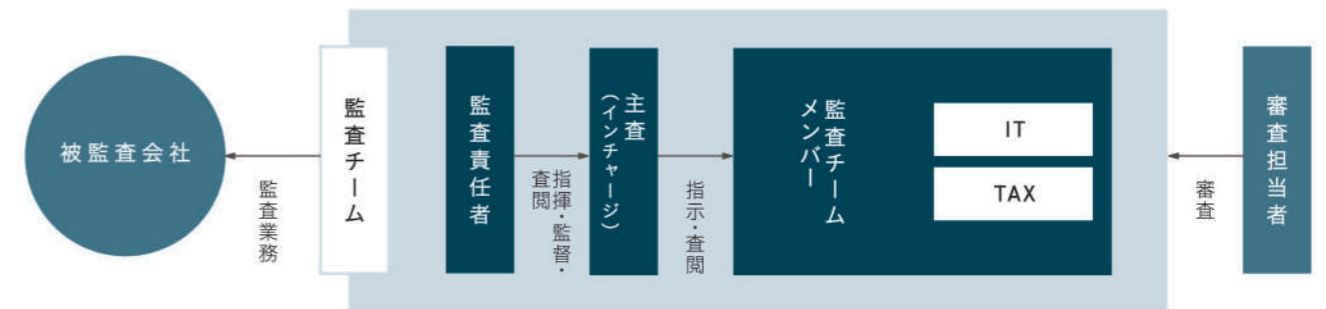 被監査会社
監査業務
監査チーム
監査責任者
指揮・監督・
査閲
主査
（インチャージ）
指示・査閲
監査チーム
メンバー
IT
TAX
審査
審査担当者